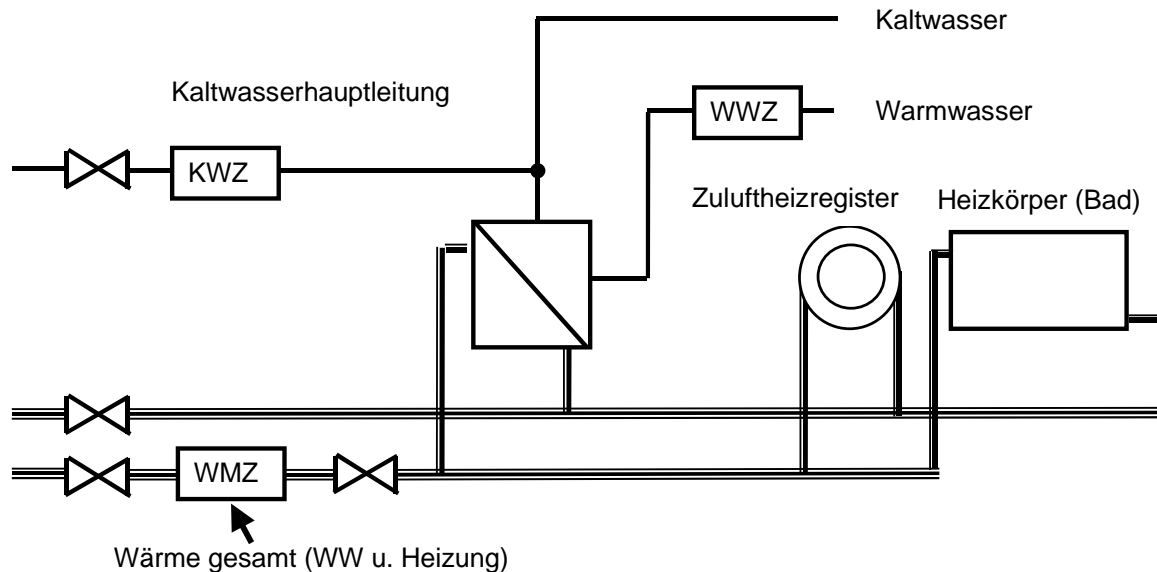 Kaltwasser
Kaltwasserhauptleitung
WWZ
Warmwasser
KWZ
Zuluftheizregister
Heizkörper (Bad)
WMZ
Wärme gesamt (WW u. Heizung)